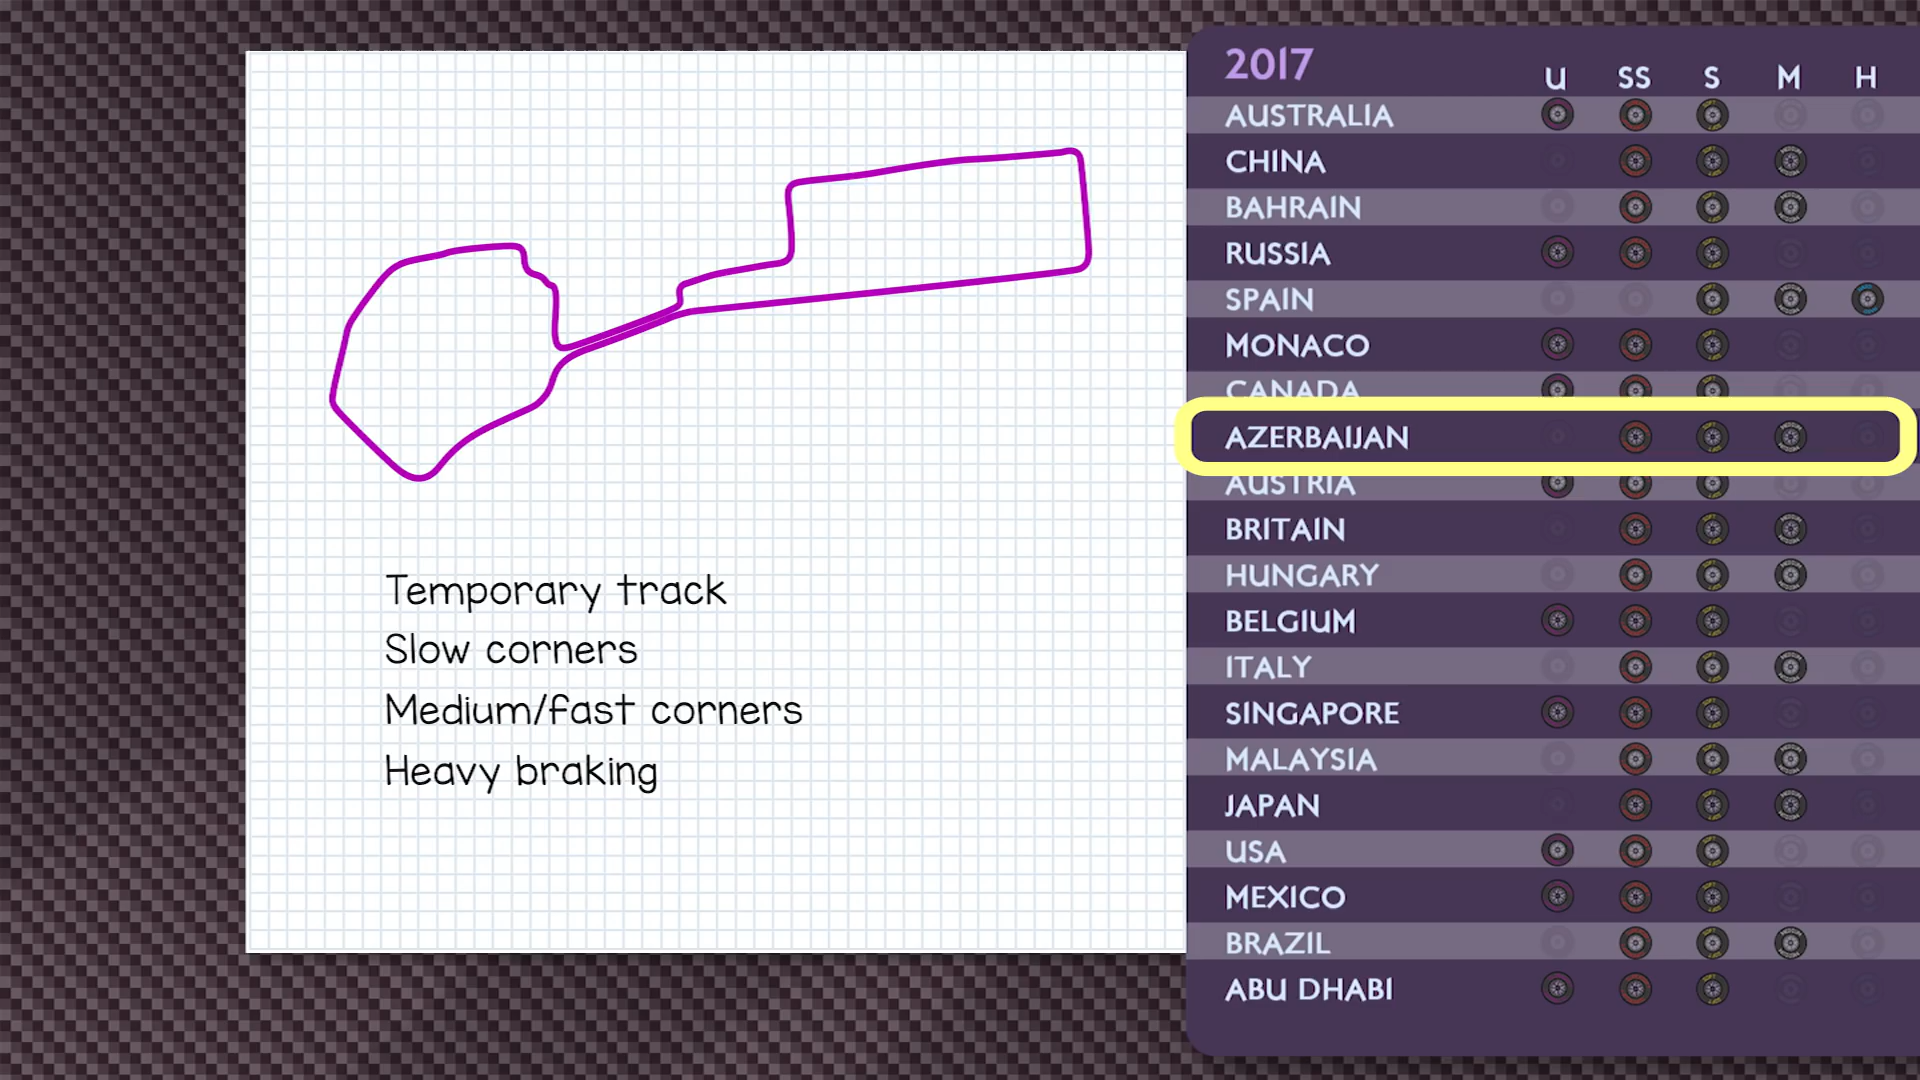 Temporary track
Slow corners
Medium/fast corners
Heavy braking
2017 U SS S M H
AUSTRALIA
CHINA
BAHRAIN
RUSSIA
SPAIN
MONACO
CANADA
AZERBAIJAN
AUSTRIA
BRITAIN
HUNGARY
BELGIUM
ITALY
SINGAPORE
MALAYSIA
JAPAN
USA
MEXICO
BRAZIL
ABU DHABI